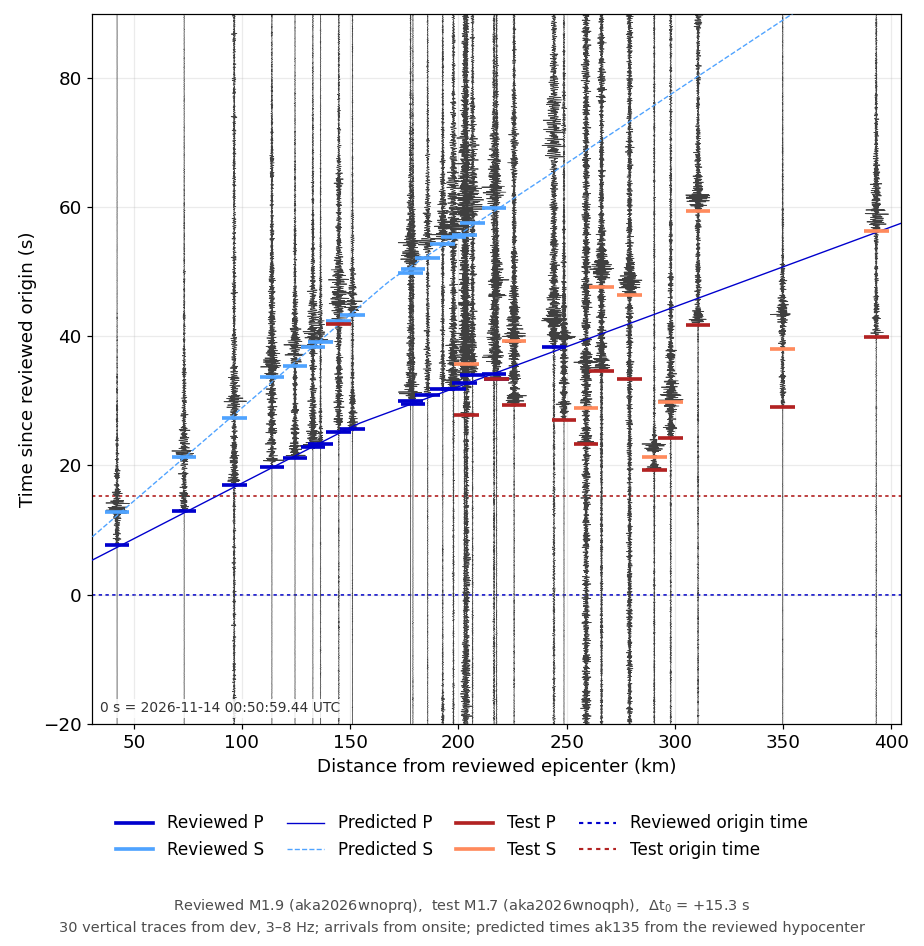 80
60
40
20
0
−20
Time since reviewed origin (s)
0 s = 2026-11-14 00:50:59.44 UTC
50 100 150 200 250 300 350 400
Distance from reviewed epicenter (km)
Reviewed P Predicted P Test P Reviewed origin time
Reviewed S Predicted S Test S Test origin time
Reviewed M1.9 (aka2026wnoprq), test M1.7 (aka2026wnoqph), Δt₀ = +15.3 s
30 vertical traces from dev, 3–8 Hz; arrivals from onsite; predicted times ak135 from the reviewed hypocenter